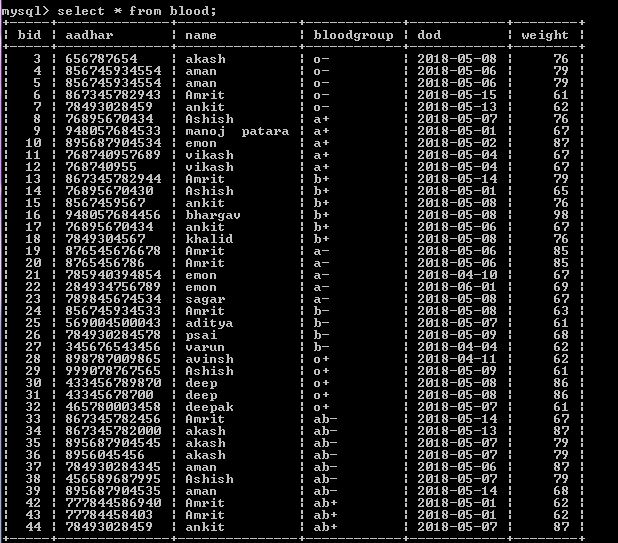 mysql> select * from blood;
bid | aadhar | name | bloodgroup | dod | weight
3 | 656787654 | akash | o- | 2018-05-08 | 76
4 | 856745934554 | aman | o- | 2018-05-06 | 79
5 | 856745934554 | aman | o- | 2018-05-06 | 79
6 | 867345782943 | Amrit | o- | 2018-05-15 | 61
7 | 78493028459 | ankit | o- | 2018-05-13 | 62
8 | 76895670434 | Ashish | a+ | 2018-05-07 | 76
9 | 948057684533 | manoj  patara | a+ | 2018-05-01 | 67
10 | 895687904534 | emon | a+ | 2018-05-02 | 87
11 | 768740957689 | vikash | a+ | 2018-05-04 | 67
12 | 768740955 | vikash | a+ | 2018-05-04 | 67
13 | 867345782944 | Amrit | b+ | 2018-05-14 | 79
14 | 76895670430 | Ashish | b+ | 2018-05-01 | 65
15 | 8567459567 | ankit | b+ | 2018-05-08 | 76
16 | 948057684456 | bhargav | b+ | 2018-05-08 | 98
17 | 76895670434 | ankit | b+ | 2018-05-06 | 67
18 | 7849304567 | khalid | b+ | 2018-05-08 | 76
19 | 876545676678 | Amrit | a- | 2018-05-06 | 85
20 | 8765456786 | Amrit | a- | 2018-05-06 | 85
21 | 785940394854 | emon | a- | 2018-04-10 | 67
22 | 284934756789 | emon | a- | 2018-06-01 | 69
23 | 789845674534 | sagar | a- | 2018-05-08 | 67
24 | 856745934533 | Amrit | b- | 2018-05-08 | 63
25 | 569004500043 | aditya | b- | 2018-05-07 | 61
26 | 784930284578 | psai | b- | 2018-05-09 | 68
27 | 345676543456 | varun | b- | 2018-04-04 | 62
28 | 898787009865 | avinsh | o+ | 2018-04-11 | 62
29 | 999078767565 | Ashish | o+ | 2018-05-09 | 61
30 | 433456789870 | deep | o+ | 2018-05-08 | 86
31 | 43345678700 | deep | o+ | 2018-05-08 | 86
32 | 465780003458 | deepak | o+ | 2018-05-07 | 61
33 | 867345782456 | Amrit | ab- | 2018-05-14 | 67
34 | 867345782000 | akash | ab- | 2018-05-13 | 87
35 | 895687904545 | akash | ab- | 2018-05-07 | 79
36 | 8956045456 | akash | ab- | 2018-05-07 | 79
37 | 784930284345 | aman | ab- | 2018-05-06 | 87
38 | 456589687995 | Ashish | ab- | 2018-05-07 | 79
39 | 895687904535 | aman | ab- | 2018-05-14 | 68
42 | 777844586940 | Amrit | ab+ | 2018-05-01 | 62
43 | 77784458403 | Amrit | ab+ | 2018-05-01 | 62
44 | 78493028459 | ankit | ab+ | 2018-05-07 | 87